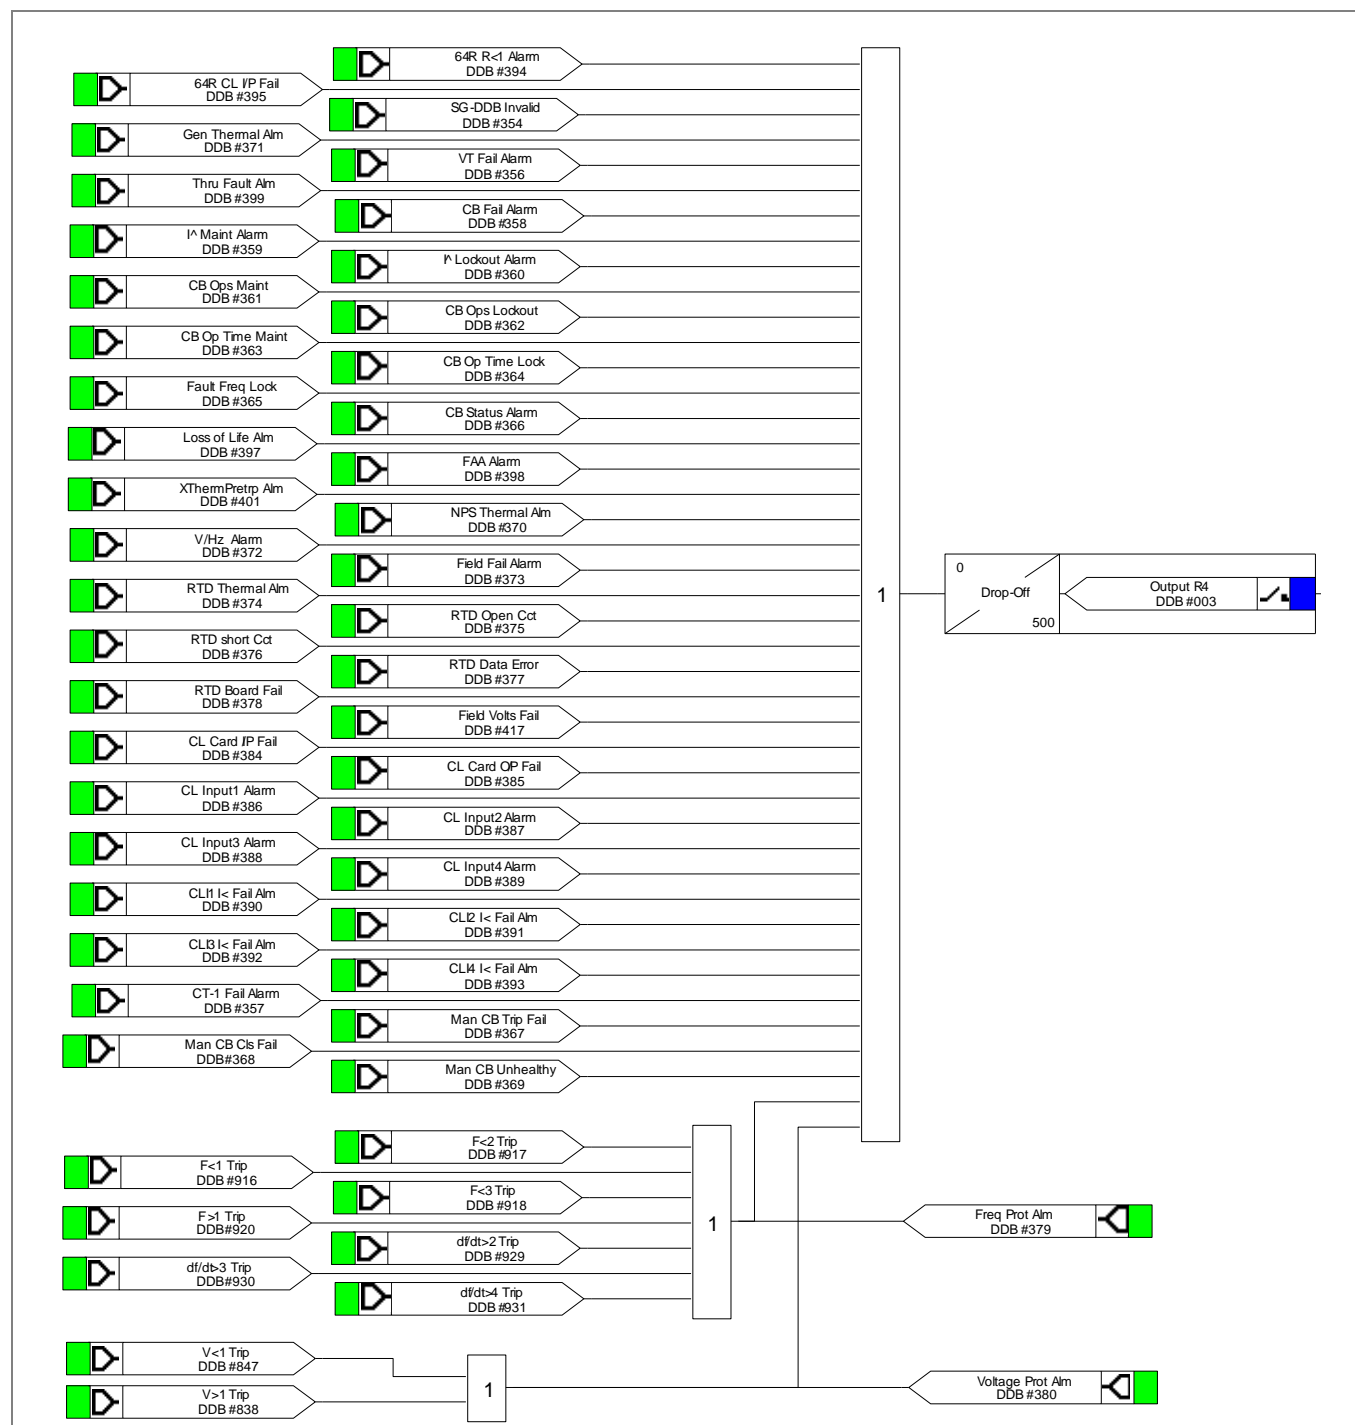 64R R<1 Alarm
DDB #394
64R CL I/P Fail
DDB #395
SG-DDB Invalid
DDB #354
Gen Thermal Alm
DDB #371
VT Fail Alarm
DDB #356
Thru Fault Alm
DDB #399
CB Fail Alarm
DDB #358
I^ Maint Alarm
DDB #359
I^ Lockout Alarm
DDB #360
CB Ops Maint
DDB #361
CB Ops Lockout
DDB #362
CB Op Time Maint
DDB #363
CB Op Time Lock
DDB #364
Fault Freq Lock
DDB #365
CB Status Alarm
DDB #366
Loss of Life Alm
DDB #397
FAA Alarm
DDB #398
XThermPretrp Alm
DDB #401
NPS Thermal Alm
DDB #370
V/Hz Alarm
DDB #372
Field Fail Alarm
DDB #373
0
Drop-Off
500
Output R4
DDB #003
1
RTD Thermal Alm
DDB #374
RTD Open Cct
DDB #375
RTD short Cct
DDB #376
RTD Data Error
DDB #377
RTD Board Fail
DDB #378
Field Volts Fail
DDB #417
CL Card I/P Fail
DDB #384
CL Card OP Fail
DDB #385
CL Input1 Alarm
DDB #386
CL Input2 Alarm
DDB #387
CL Input3 Alarm
DDB #388
CL Input4 Alarm
DDB #389
CLI1 I< Fail Alm
DDB #390
CLI2 I< Fail Alm
DDB #391
CLI3 I< Fail Alm
DDB #392
CLI4 I< Fail Alm
DDB #393
CT-1 Fail Alarm
DDB #357
Man CB Trip Fail
DDB #367
Man CB Cls Fail
DDB #368
Man CB Unhealthy
DDB #369
F<2 Trip
DDB #917
F<1 Trip
DDB #916
F<3 Trip
DDB #918
F>1 Trip
DDB #920
1
Freq Prot Alm
DDB #379
df/dt>2 Trip
DDB #929
df/dt>3 Trip
DDB #930
df/dt>4 Trip
DDB #931
V<1 Trip
DDB #847
1
Voltage Prot Alm
DDB #380
V>1 Trip
DDB #838